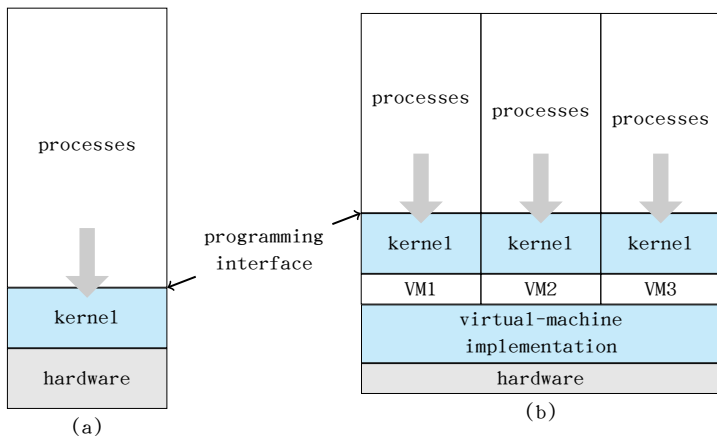 processes
kernel
hardware
(a)
programming
interface
processes
processes
processes
kernel
kernel
kernel
VM1
VM2
VM3
virtual-machine
implementation
hardware
(b)